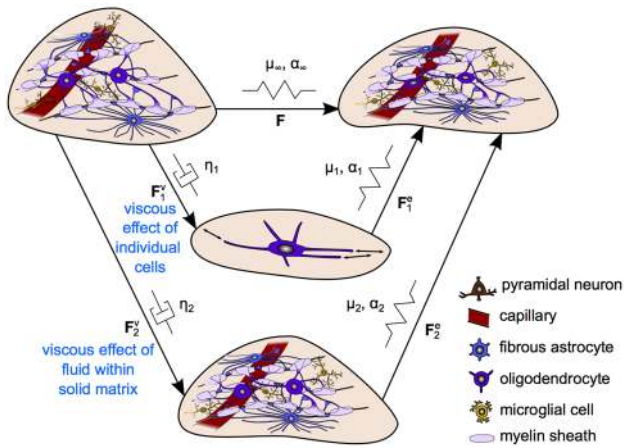 μ∞, α∞
F
η₁
F₁ᵛ
μ₁, α₁
F₁ᵉ
viscous
effect of
individual
cells
η₂
F₂ᵛ
μ₂, α₂
F₂ᵉ
viscous effect of
fluid within
solid matrix
pyramidal neuron
capillary
fibrous astrocyte
oligodendrocyte
microglial cell
myelin sheath